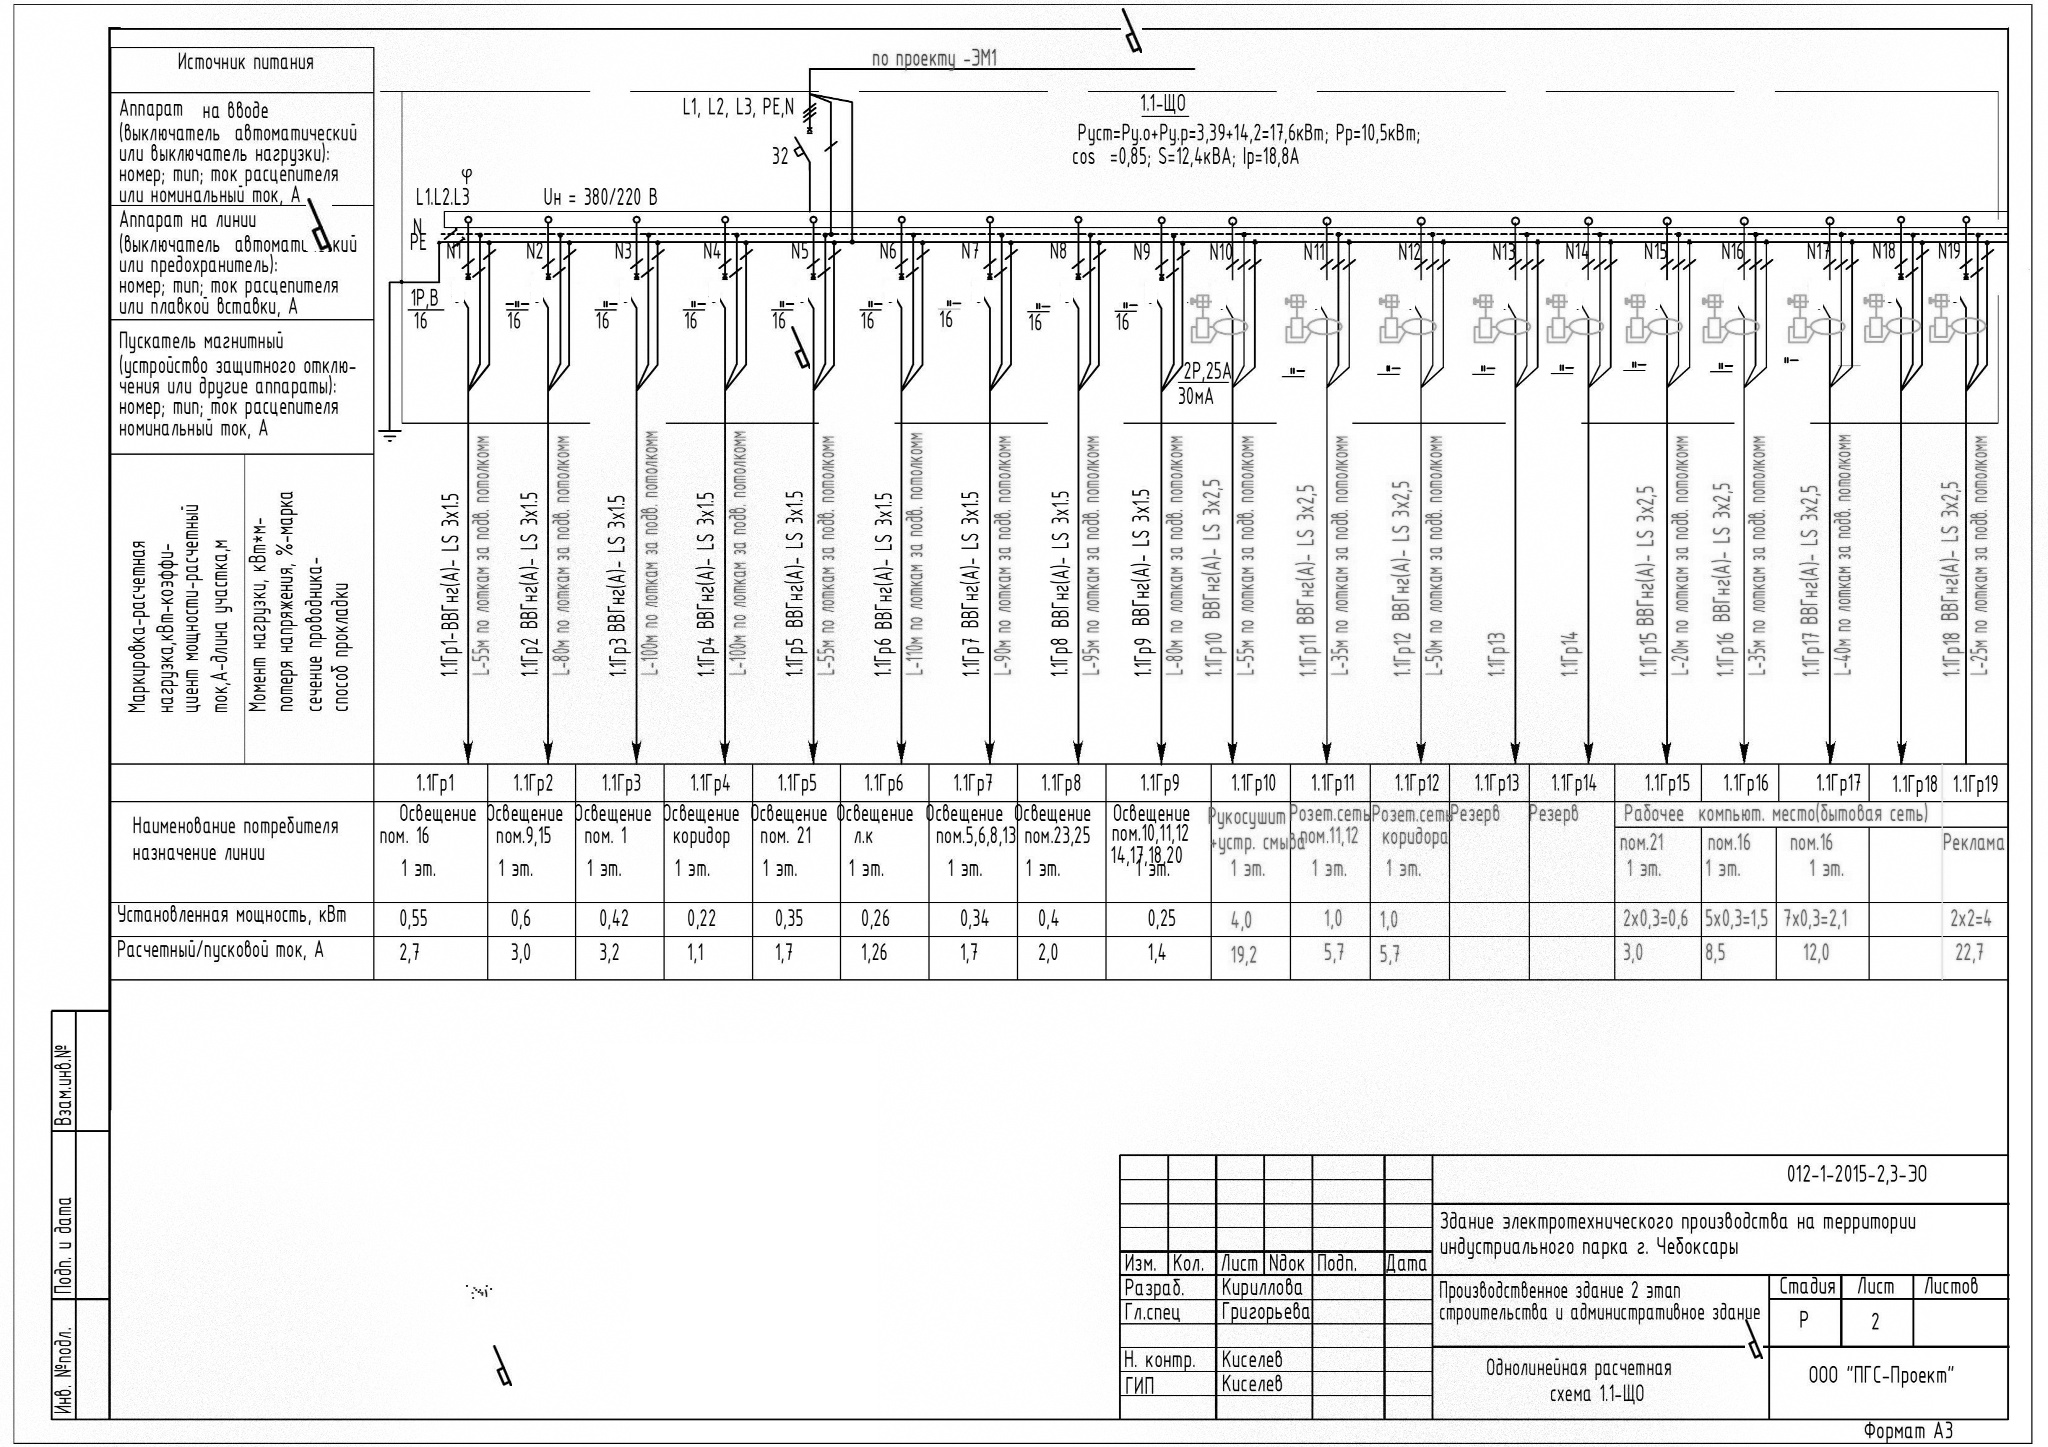 Источник питания
Аппарат на вводе
(выключатель автоматический
или выключатель нагрузки):
номер; тип; ток расцепителя
или номинальный ток, А
Аппарат на линии
(выключатель автомати кий
или предохранитель):
номер; тип; ток расцепителя
или плавкой вставки, А
Пускатель магнитный
(устройство защитного отклю-
чения или другие аппараты):
номер; тип; ток расцепителя
номинальный ток, А
Маркировка-расчетная
нагрузка,кВт-коэффи-
циент мощности-расчетный
ток,А-длина участка,м
Момент нагрузки, кВт*м-
потеря напряжения, %-марка
сечение проводника-
способ прокладки
по проекту -ЭМ1
L1, L2, L3, PE,N
32
1.1-ЩО
Руст=Ру.о+Ру.р=3,39+14,2=17,6кВт; Рр=10,5кВт;
cos =0,85; S=12,4кВА; Iр=18,8А
φ
L1.L2.L3
Uн = 380/220 В
N
PE
N1 N2 N3 N4 N5 N6 N7 N8 N9 N10 N11 N12 N13 N14 N15 N16 N17 N18 N19
1Р,В
16
-"- 16
-"- 16
-"- 16
-"- 16
-"- 16
-"- 16
-"- 16
-"- 16
2Р,25А
30мА
"- "- "- "- "- "- "-
1.1Гр1-ВВГнг(А)- LS 3х1.5
L-55м по лоткам за подв. потолкомм
1.1Гр2 ВВГнг(А)- LS 3х1.5
L-80м по лоткам за подв. потолкомм
1.1Гр3 ВВГнг(А)- LS 3х1.5
L-100м по лоткам за подв. потолкомм
1.1Гр4 ВВГнг(А)- LS 3х1.5
L-100м по лоткам за подв. потолкомм
1.1Гр5 ВВГнг(А)- LS 3х1.5
L-55м по лоткам за подв. потолкомм
1.1Гр6 ВВГнг(А)- LS 3х1.5
L-110м по лоткам за подв. потолкомм
1.1Гр7 ВВГнг(А)- LS 3х1.5
L-90м по лоткам за подв. потолкомм
1.1Гр8 ВВГнг(А)- LS 3х1.5
L-95м по лоткам за подв. потолкомм
1.1Гр9 ВВГнг(А)- LS 3х1.5
L-80м по лоткам за подв. потолкомм
1.1Гр10 ВВГнг(А)- LS 3х2,5
L-55м по лоткам за подв. потолкомм
1.1Гр11 ВВГнг(А)- LS 3х2,5
L-35м по лоткам за подв. потолкомм
1.1Гр12 ВВГнг(А)- LS 3х2,5
L-50м по лоткам за подв. потолкомм
1.1Гр13
1.1Гр14
1.1Гр15 ВВГнг(А)- LS 3х2,5
L-20м по лоткам за подв. потолкомм
1.1Гр16 ВВГнг(А)- LS 3х2,5
L-35м по лоткам за подв. потолкомм
1.1Гр17 ВВГнг(А)- LS 3х2,5
L-40м по лоткам за подв. потолкомм
1.1Гр18 ВВГнг(А)- LS 3х2,5
L-25м по лоткам за подв. потолкомм
1.1Гр1 1.1Гр2 1.1Гр3 1.1Гр4 1.1Гр5 1.1Гр6 1.1Гр7 1.1Гр8 1.1Гр9 1.1Гр10 1.1Гр11 1.1Гр12 1.1Гр13 1.1Гр14 1.1Гр15 1.1Гр16 1.1Гр17 1.1Гр18 1.1Гр19
Наименование потребителя
назначение линии
Освещение
пом. 16
1 эт.
Освещение
пом.9,15
1 эт.
Освещение
пом. 1
1 эт.
Освещение
коридор
1 эт.
Освещение
пом. 21
1 эт.
Освещение
л.к
1 эт.
Освещение
пом.5,6,8,13
1 эт.
Освещение
пом.23,25
1 эт.
Освещение
пом.10,11,12
14,17,18,20
1 эт.
Рукосушит
+устр. смыва
1 эт.
Розет.сеть
пом.11,12
1 эт.
Розет.сеть
коридора
1 эт.
Резерв
Резерв
Рабочее компьют. место(бытовая сеть)
пом.21
1 эт.
пом.16
1 эт.
пом.16
1 эт.
Реклама
Установленная мощность, кВт 0,55 0,6 0,42 0,22 0,35 0,26 0,34 0,4 0,25 4,0 1,0 1,0 2х0,3=0,6 5х0,3=1,5 7х0,3=2,1 2х2=4
Расчетный/пусковой ток, А 2,7 3,0 3,2 1,1 1,7 1,26 1,7 2,0 1,4 19,2 5,7 5,7 3,0 8,5 12,0 22,7
Взам.инв.№
Подп. и дата
Инв. №подл.
012-1-2015-2,3-ЭО
Здание электротехнического производства на территории
индустриального парка г. Чебоксары
Изм. Кол. Лист Nдок Подп. Дата
Разраб. Кириллова
Гл.спец Григорьева
Н. контр. Киселев
ГИП Киселев
Производственное здание 2 этап
строительства и административное здание
Стадия Лист Листов
Р 2
Однолинейная расчетная
схема 1.1-ЩО
ООО "ПГС-Проект"
Формат А3